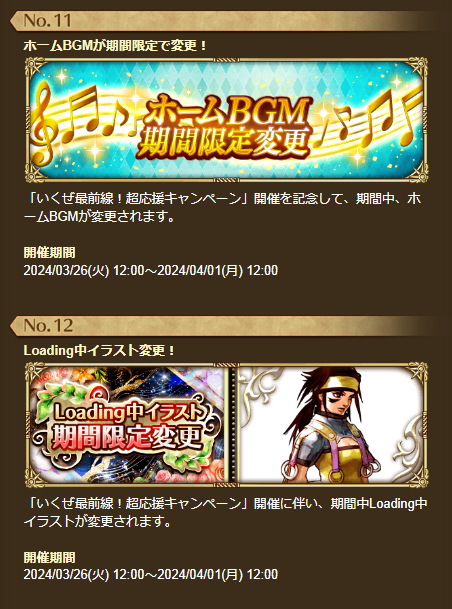 No.11
ホームBGMが期間限定で変更！
ホームBGM
期間限定変更
「いくぜ最前線！超応援キャンペーン」開催を記念して、期間中、ホ
ームBGMが変更されます。
開催期間
2024/03/26(火) 12:00～2024/04/01(月) 12:00
No.12
Loading中イラスト変更！
Loading中イラスト
期間限定変更
「いくぜ最前線！超応援キャンペーン」開催に伴い、期間中Loading中
イラストが変更されます。
開催期間
2024/03/26(火) 12:00～2024/04/01(月) 12:00